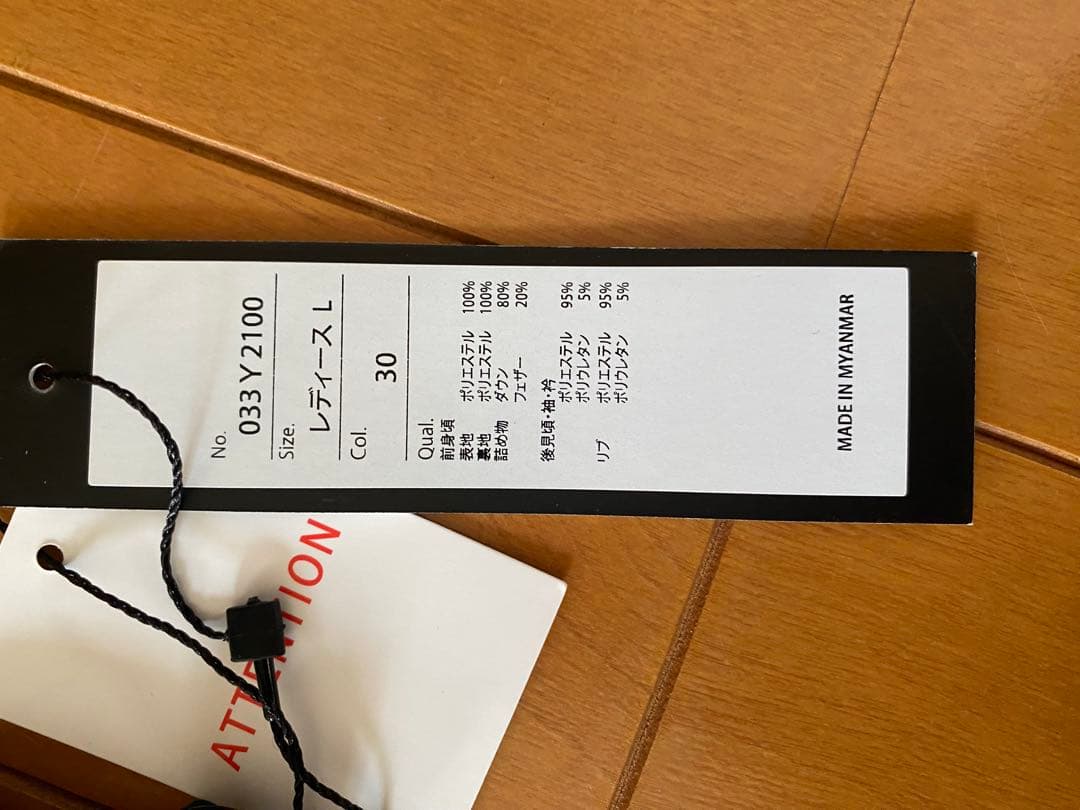 No.
033 Y 2100
Size.
レディース L
Col.
30
Qual.
前身頃
表地 ポリエステル 100%
裏地 ポリエステル 100%
詰め物 ダウン 80%
フェザー 20%
後見頃・袖・衿
ポリエステル 95%
ポリウレタン 5%
リブ ポリエステル 95%
ポリウレタン 5%
MADE IN MYANMAR
ATTENTION